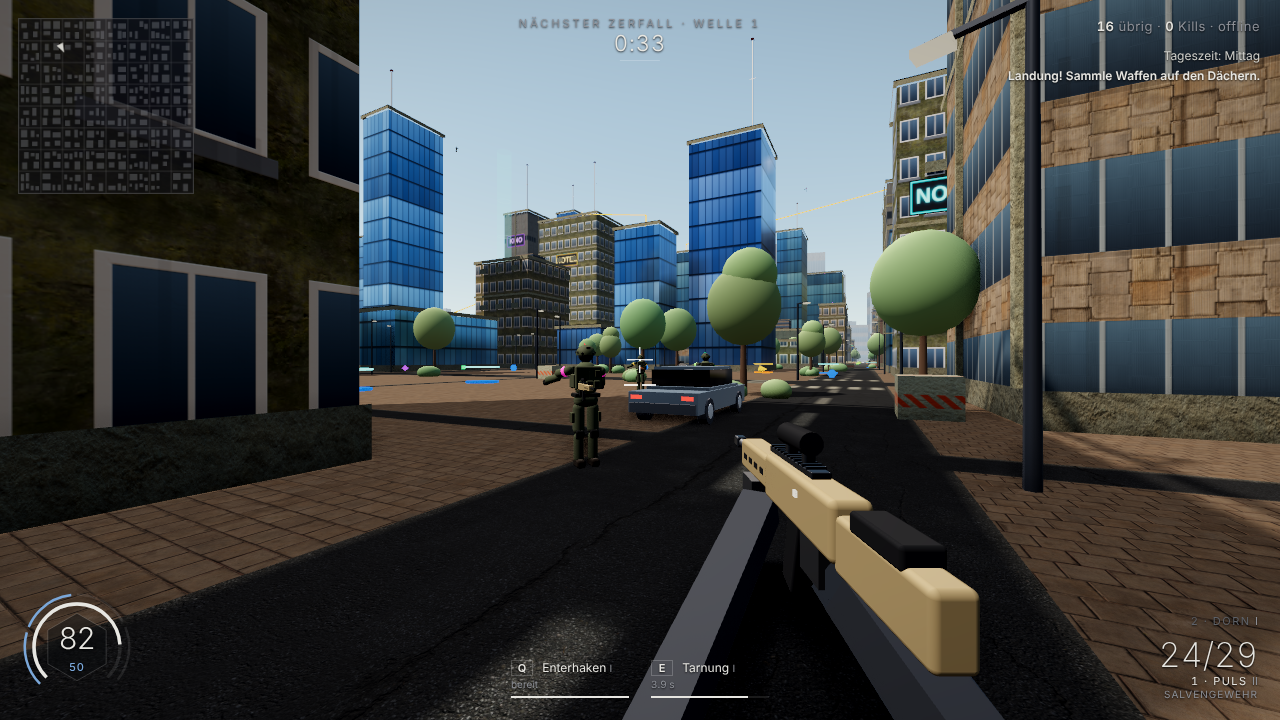 NÄCHSTER ZERFALL · WELLE 1
0:33
16 übrig · 0 Kills · offline
Tageszeit: Mittag
Landung! Sammle Waffen auf den Dächern.
NO
82
50
Q Enterhaken I
bereit
E Tarnung I
3.9 s
2 · DORN I
24/29
1 · PULS II
SALVENGEWEHR